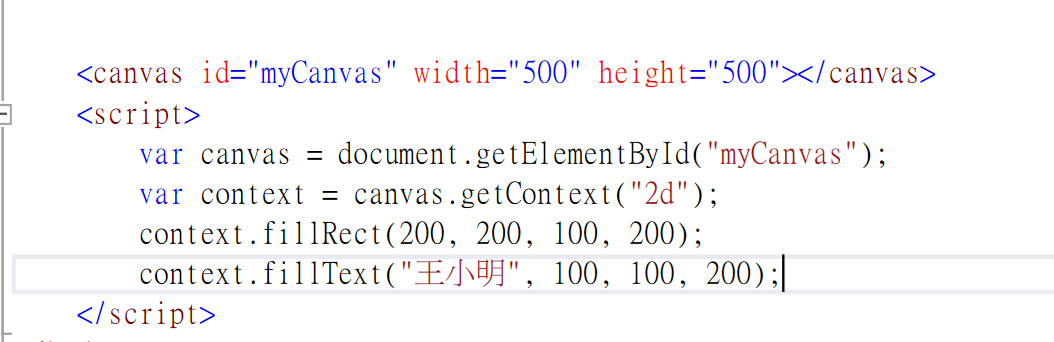 <canvas id="myCanvas" width="500" height="500"></canvas>
<script>
var canvas = document.getElementById("myCanvas");
var context = canvas.getContext("2d");
context.fillRect(200, 200, 100, 200);
context.fillText("王小明", 100, 100, 200);
</script>